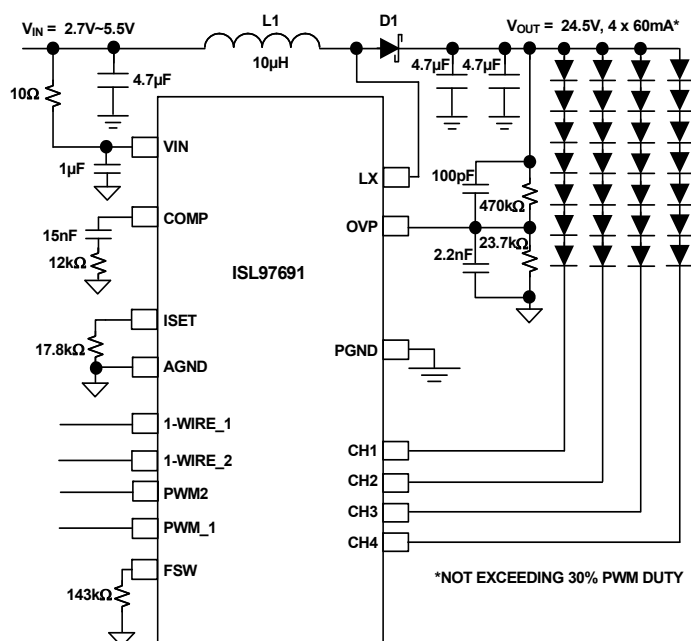 VIN = 2.7V~5.5V
L1
10µH
D1
VOUT = 24.5V, 4 x 60mA*
4.7µF
4.7µF
4.7µF
10Ω
1µF
VIN
LX
COMP
15nF
12kΩ
100pF
470kΩ
OVP
23.7kΩ
2.2nF
ISL97691
ISET
17.8kΩ
AGND
PGND
1-WIRE_1
1-WIRE_2
PWM2
PWM_1
FSW
143kΩ
CH1
CH2
CH3
CH4
*NOT EXCEEDING 30% PWM DUTY